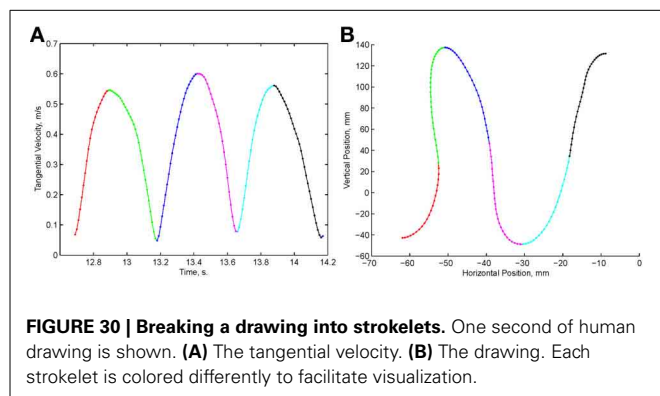 A
B
Tangential Velocity, m/s
0.7
0.6
0.5
0.4
0.3
0.2
0.1
0
12.8 13 13.2 13.4 13.6 13.8 14 14.2
Time, s.
Vertical Position, mm
140
120
100
80
60
40
20
0
−20
−40
−60
−70 −60 −50 −40 −30 −20 −10 0
Horizontal Position, mm
FIGURE 30 | Breaking a drawing into strokelets. One second of human
drawing is shown. (A) The tangential velocity. (B) The drawing. Each
strokelet is colored differently to facilitate visualization.